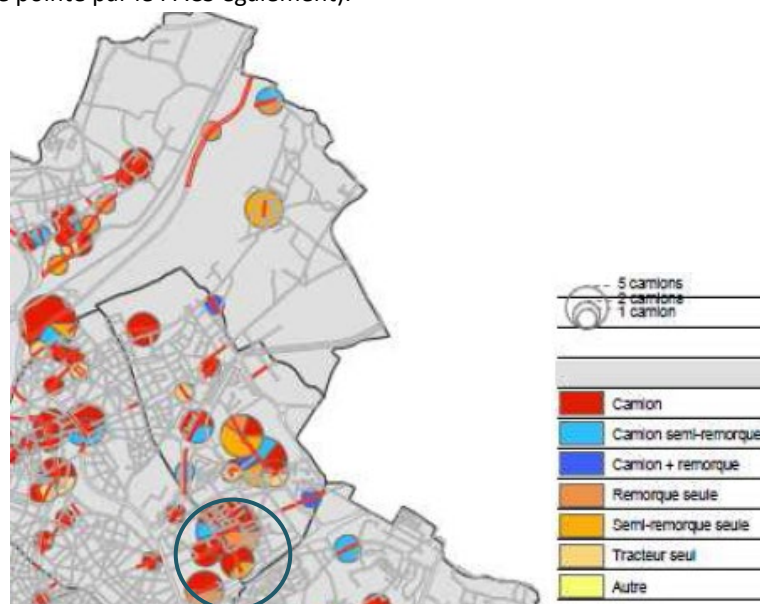 5 camions
2 camions
1 camion
Camion
Camion semi-remorque
Camion + remorque
Remorque seule
Semi-remorque seule
Tracteur seul
Autre